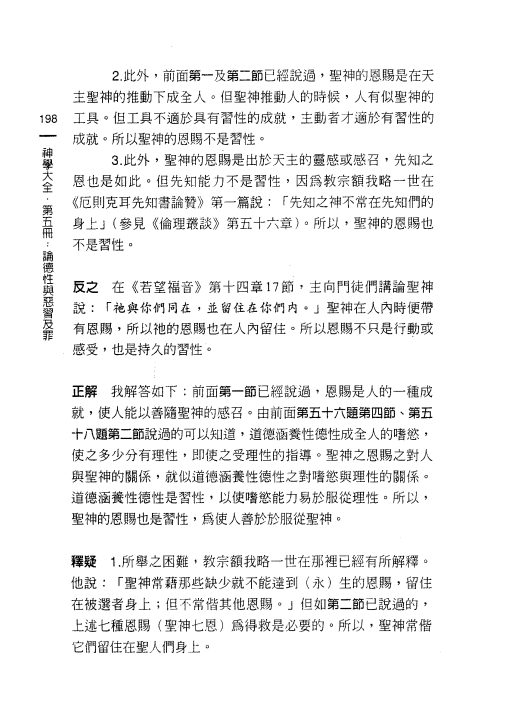 2.此外，前面第一及第二節已經說過，聖神的恩賜是在天
主聖神的推動下成全人。但聖神推動人的時候，人有似聖神的
工具。但工具不適於具有習性的成就，主動者才適於有習性的
成就。所以聖神的恩賜不是習性。
3.此外，聖神的恩賜是出於天主的靈感或感召，先知之
恩也是如此。但先知能力不是習性，因爲教宗額我略一世在
《厄則克耳先知書論贊》第一篇說：「先知之神不常在先知們的
身上」（參見《倫理叢談》第五十六章）。所以，聖神的恩賜也
不是習性。
反之　在《若望福音》第十四章17節，主向門徒們講論聖神
說：「祂與你們同在，並留住在你們內。」聖神在人內時便帶
有恩賜，所以祂的恩賜也在人內留住。所以恩賜不只是行動或
感受，也是持久的習性。
正解　我解答如下：前面第一節已經說過，恩賜是人的一種成
就，使人能以善隨聖神的感召。由前面第五十六題第四節、第五
十八題第二節說過的可以知道，道德涵養性德性成全人的嗜慾，
使之多少分有理性，即使之受理性的指導。聖神之恩賜之對人
與聖神的關係，就似道德涵養性德性之對嗜慾與理性的關係。
道德涵養性德性是習性，以使嗜慾能力易於服從理性。所以，
聖神的恩賜也是習性，爲使人善於於服從聖神。
釋疑　1.所舉之困難，教宗額我略一世在那裡已經有所解釋。
他說：「聖神常藉那些缺少就不能達到（永）生的恩賜，留住
在被選者身上；但不常偕其他恩賜。」但如第二節已說過的，
上述七種恩賜（聖神七恩）爲得救是必要的。所以，聖神常偕
它們留住在聖人們身上。
198
神學大全．第五冊：論德性與惡習及罪